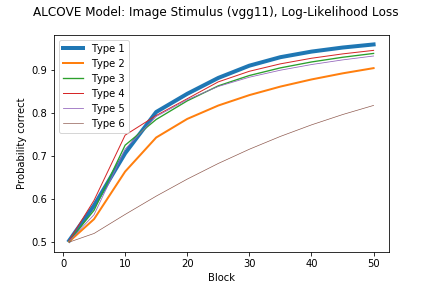 ALCOVE Model: Image Stimulus (vgg11), Log-Likelihood Loss
Type 1
Type 2
Type 3
Type 4
Type 5
Type 6
Probability correct
0.9
0.8
0.7
0.6
0.5
0
10
20
30
40
50
Block